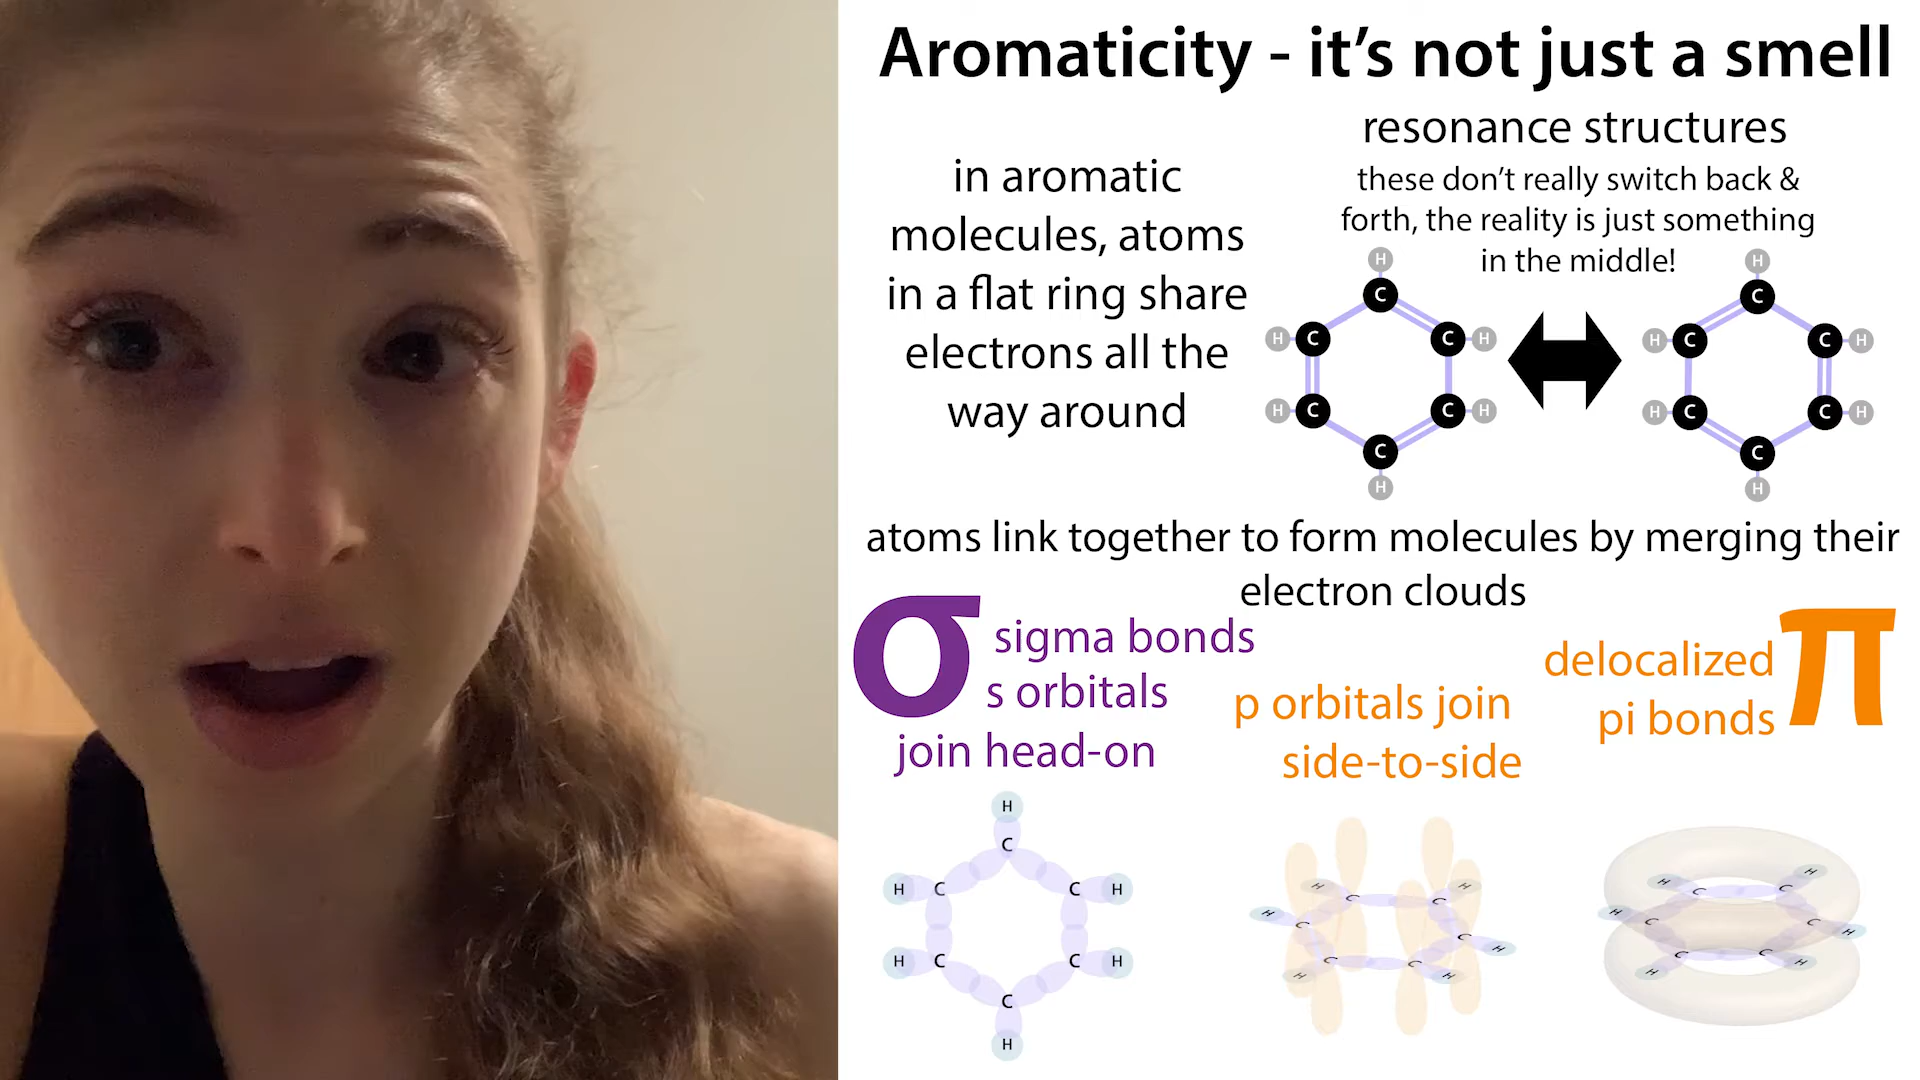 Aromaticity - it's not just a smell
in aromatic
molecules, atoms
in a flat ring share
electrons all the
way around
resonance structures
these don't really switch back &
forth, the reality is just something
in the middle!
H
H
C
C
H
C
C
H
H
C
C
H
C
H
H
C
C
H
C
C
H
H
C
C
H
C
H
atoms link together to form molecules by merging their
electron clouds
σ
sigma bonds
s orbitals
join head-on
p orbitals join
side-to-side
delocalized
pi bonds
π
H
C
H C
C H
H C
C H
C
H
H
H
C
C
H
C
C
H
C
C
H
H
H
H
C
C
H
C
C
H
C
C
H
H